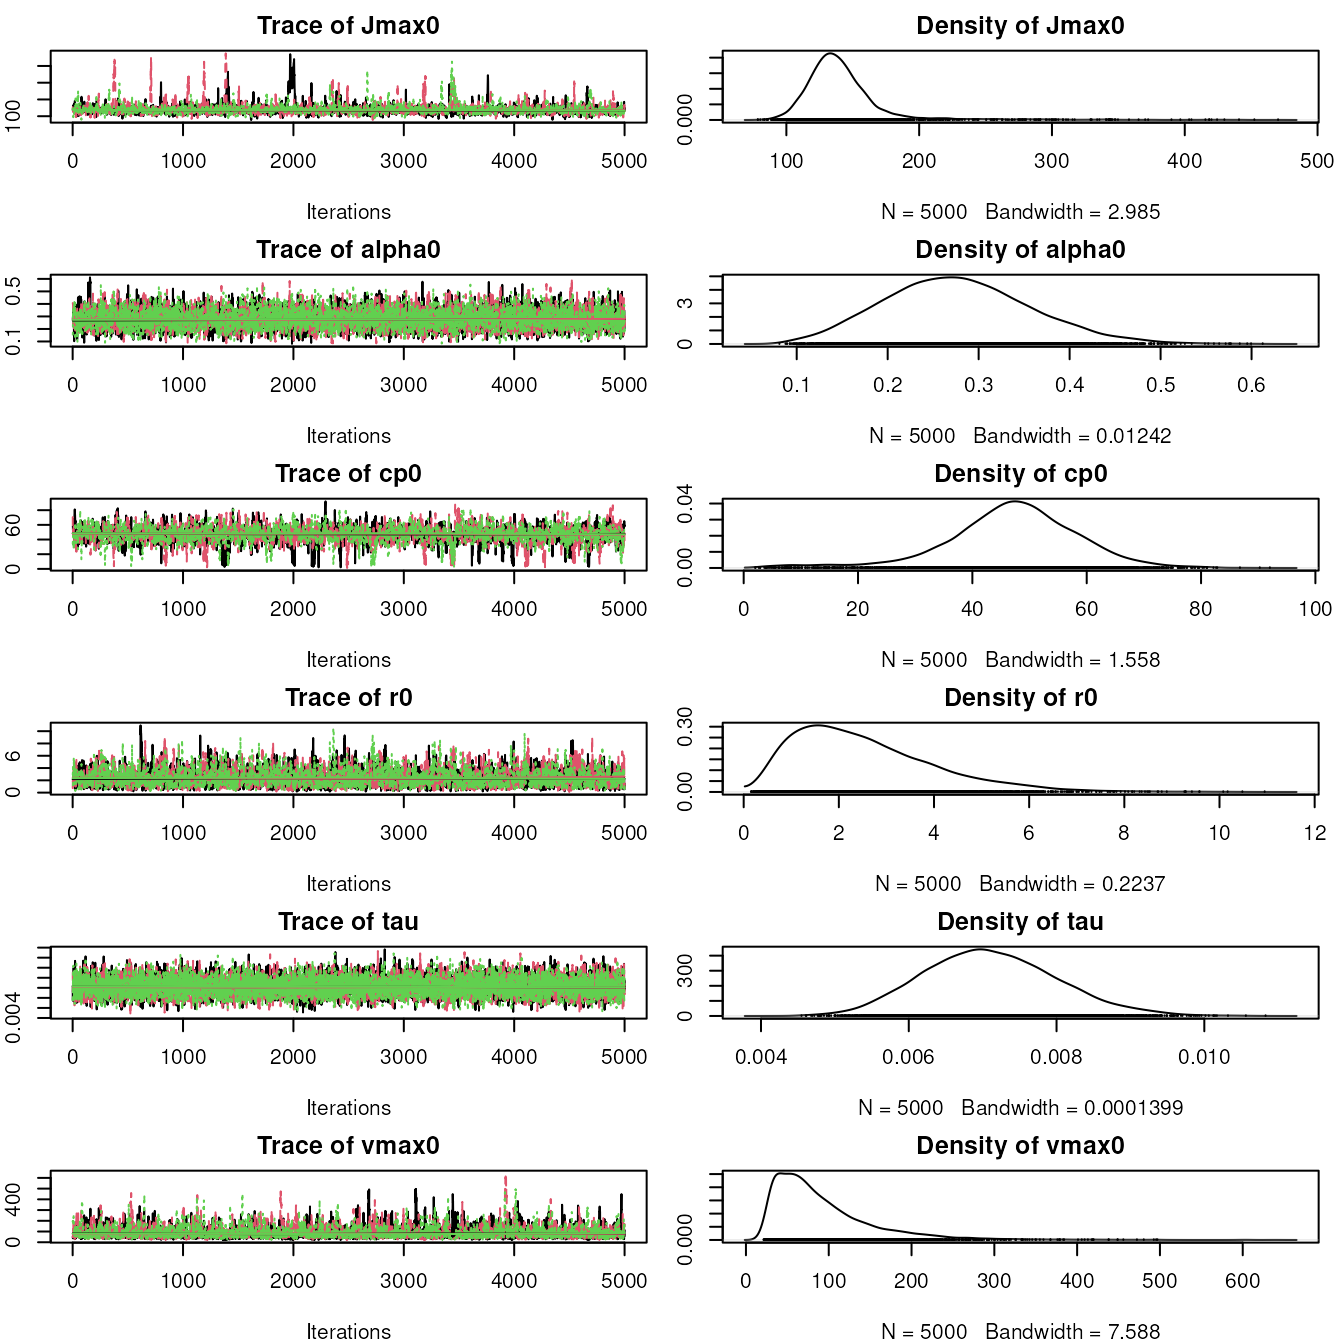 Trace of Jmax0
Density of Jmax0
100
0 1000 2000 3000 4000 5000
Iterations
0.000
100 200 300 400 500
N = 5000 Bandwidth = 2.985
Trace of alpha0
Density of alpha0
0.1 0.5
0 1000 2000 3000 4000 5000
Iterations
0 3
0.1 0.2 0.3 0.4 0.5 0.6
N = 5000 Bandwidth = 0.01242
Trace of cp0
Density of cp0
0 60
0 1000 2000 3000 4000 5000
Iterations
0.00 0.04
0 20 40 60 80 100
N = 5000 Bandwidth = 1.558
Trace of r0
Density of r0
0 6
0 1000 2000 3000 4000 5000
Iterations
0.00 0.30
0 2 4 6 8 10 12
N = 5000 Bandwidth = 0.2237
Trace of tau
Density of tau
0.004
0 1000 2000 3000 4000 5000
Iterations
0 300
0.004 0.006 0.008 0.010
N = 5000 Bandwidth = 0.0001399
Trace of vmax0
Density of vmax0
0 400
0 1000 2000 3000 4000 5000
Iterations
0.000
0 100 200 300 400 500 600
N = 5000 Bandwidth = 7.588